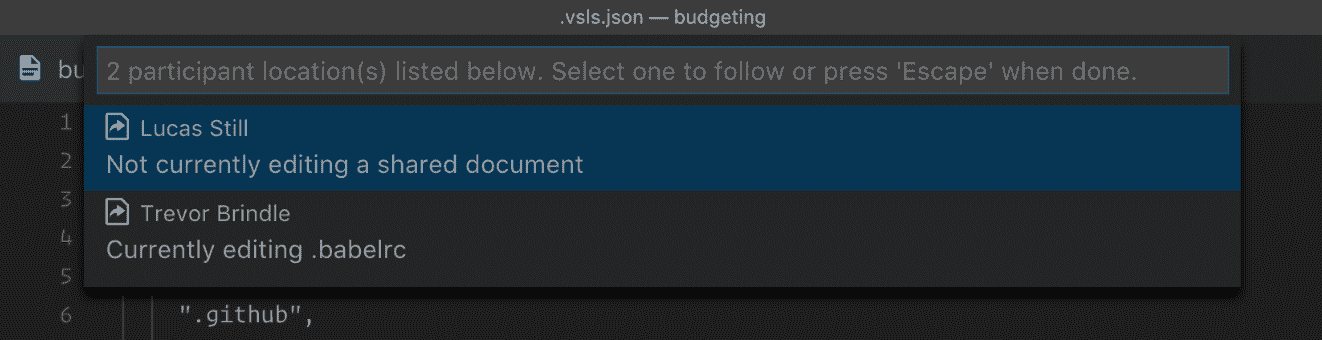 .vsls.json — budgeting
bu
2 participant location(s) listed below. Select one to follow or press 'Escape' when done.
1
Lucas Still
2
Not currently editing a shared document
3
Trevor Brindle
4
Currently editing .babelrc
5
6 ".github",